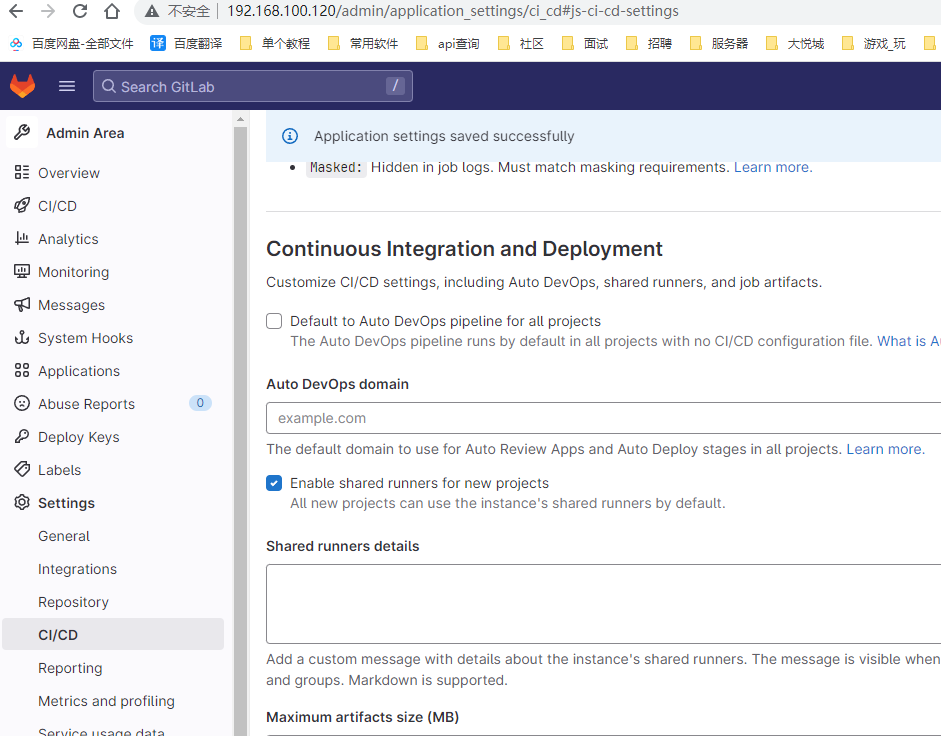 不安全 192.168.100.120/admin/application_settings/ci_cd#js-ci-cd-settings
百度网盘-全部文件 译 百度翻译 单个教程 常用软件 api查询 社区 面试 招聘 服务器 大悦城 游戏_玩
Search GitLab /
Admin Area
Overview
CI/CD
Analytics
Monitoring
Messages
System Hooks
Applications
Abuse Reports 0
Deploy Keys
Labels
Settings
General
Integrations
Repository
CI/CD
Reporting
Metrics and profiling
Service usage data
Application settings saved successfully
• Masked: Hidden in job logs. Must match masking requirements. Learn more.
Continuous Integration and Deployment
Customize CI/CD settings, including Auto DevOps, shared runners, and job artifacts.
Default to Auto DevOps pipeline for all projects
The Auto DevOps pipeline runs by default in all projects with no CI/CD configuration file. What is A
Auto DevOps domain
example.com
The default domain to use for Auto Review Apps and Auto Deploy stages in all projects. Learn more.
Enable shared runners for new projects
All new projects can use the instance's shared runners by default.
Shared runners details
Add a custom message with details about the instance's shared runners. The message is visible when
and groups. Markdown is supported.
Maximum artifacts size (MB)